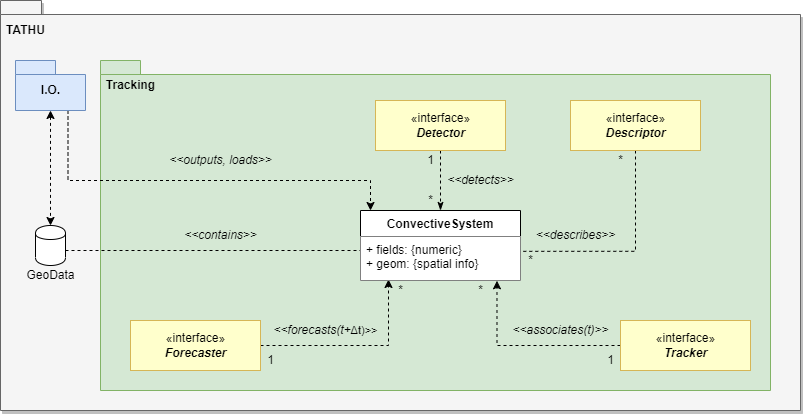 TATHU
I.O.
Tracking
«interface»
Detector
«interface»
Descriptor
1
*
<<outputs, loads>>
<<detects>>
*
ConvectiveSystem
+ fields: {numeric}
+ geom: {spatial info}
<<contains>>
<<describes>>
*
GeoData
*
*
<<forecasts(t+Δt)>>
<<associates(t)>>
«interface»
Forecaster
1
1
«interface»
Tracker